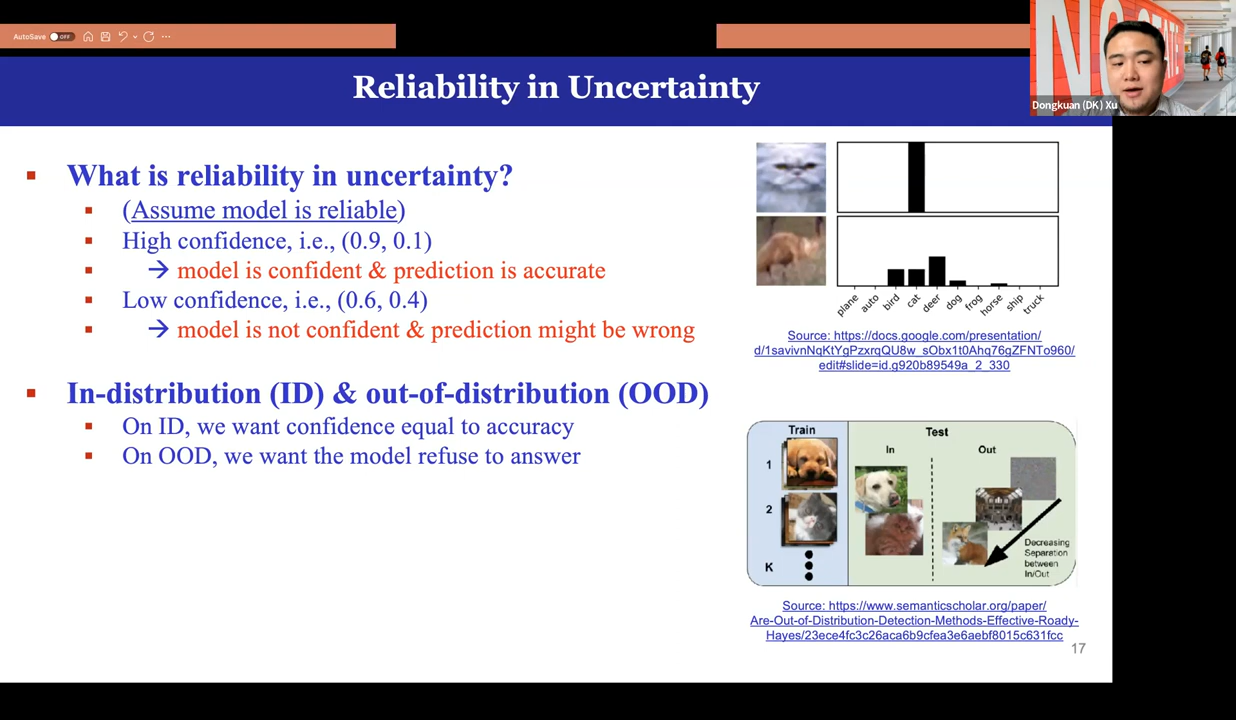 AutoSave OFF
Reliability in Uncertainty
Dongkuan (DK) Xu
What is reliability in uncertainty?
(Assume model is reliable)
High confidence, i.e., (0.9, 0.1)
→ model is confident & prediction is accurate
Low confidence, i.e., (0.6, 0.4)
→ model is not confident & prediction might be wrong
In-distribution (ID) & out-of-distribution (OOD)
On ID, we want confidence equal to accuracy
On OOD, we want the model refuse to answer
plane auto bird cat deer dog frog horse ship truck
Source: https://docs.google.com/presentation/
d/1savivnNqKtYgPzxrqQU8w_sObx1t0Ahq76gZFNTo960/
edit#slide=id.g920b89549a_2_330
Train
Test
In
Out
1
2
K
Decreasing
Separation
between
In/Out
Source: https://www.semanticscholar.org/paper/
Are-Out-of-Distribution-Detection-Methods-Effective-Roady-
Hayes/23ece4fc3c26aca6b9cfea3e6aebf8015c631fcc
17